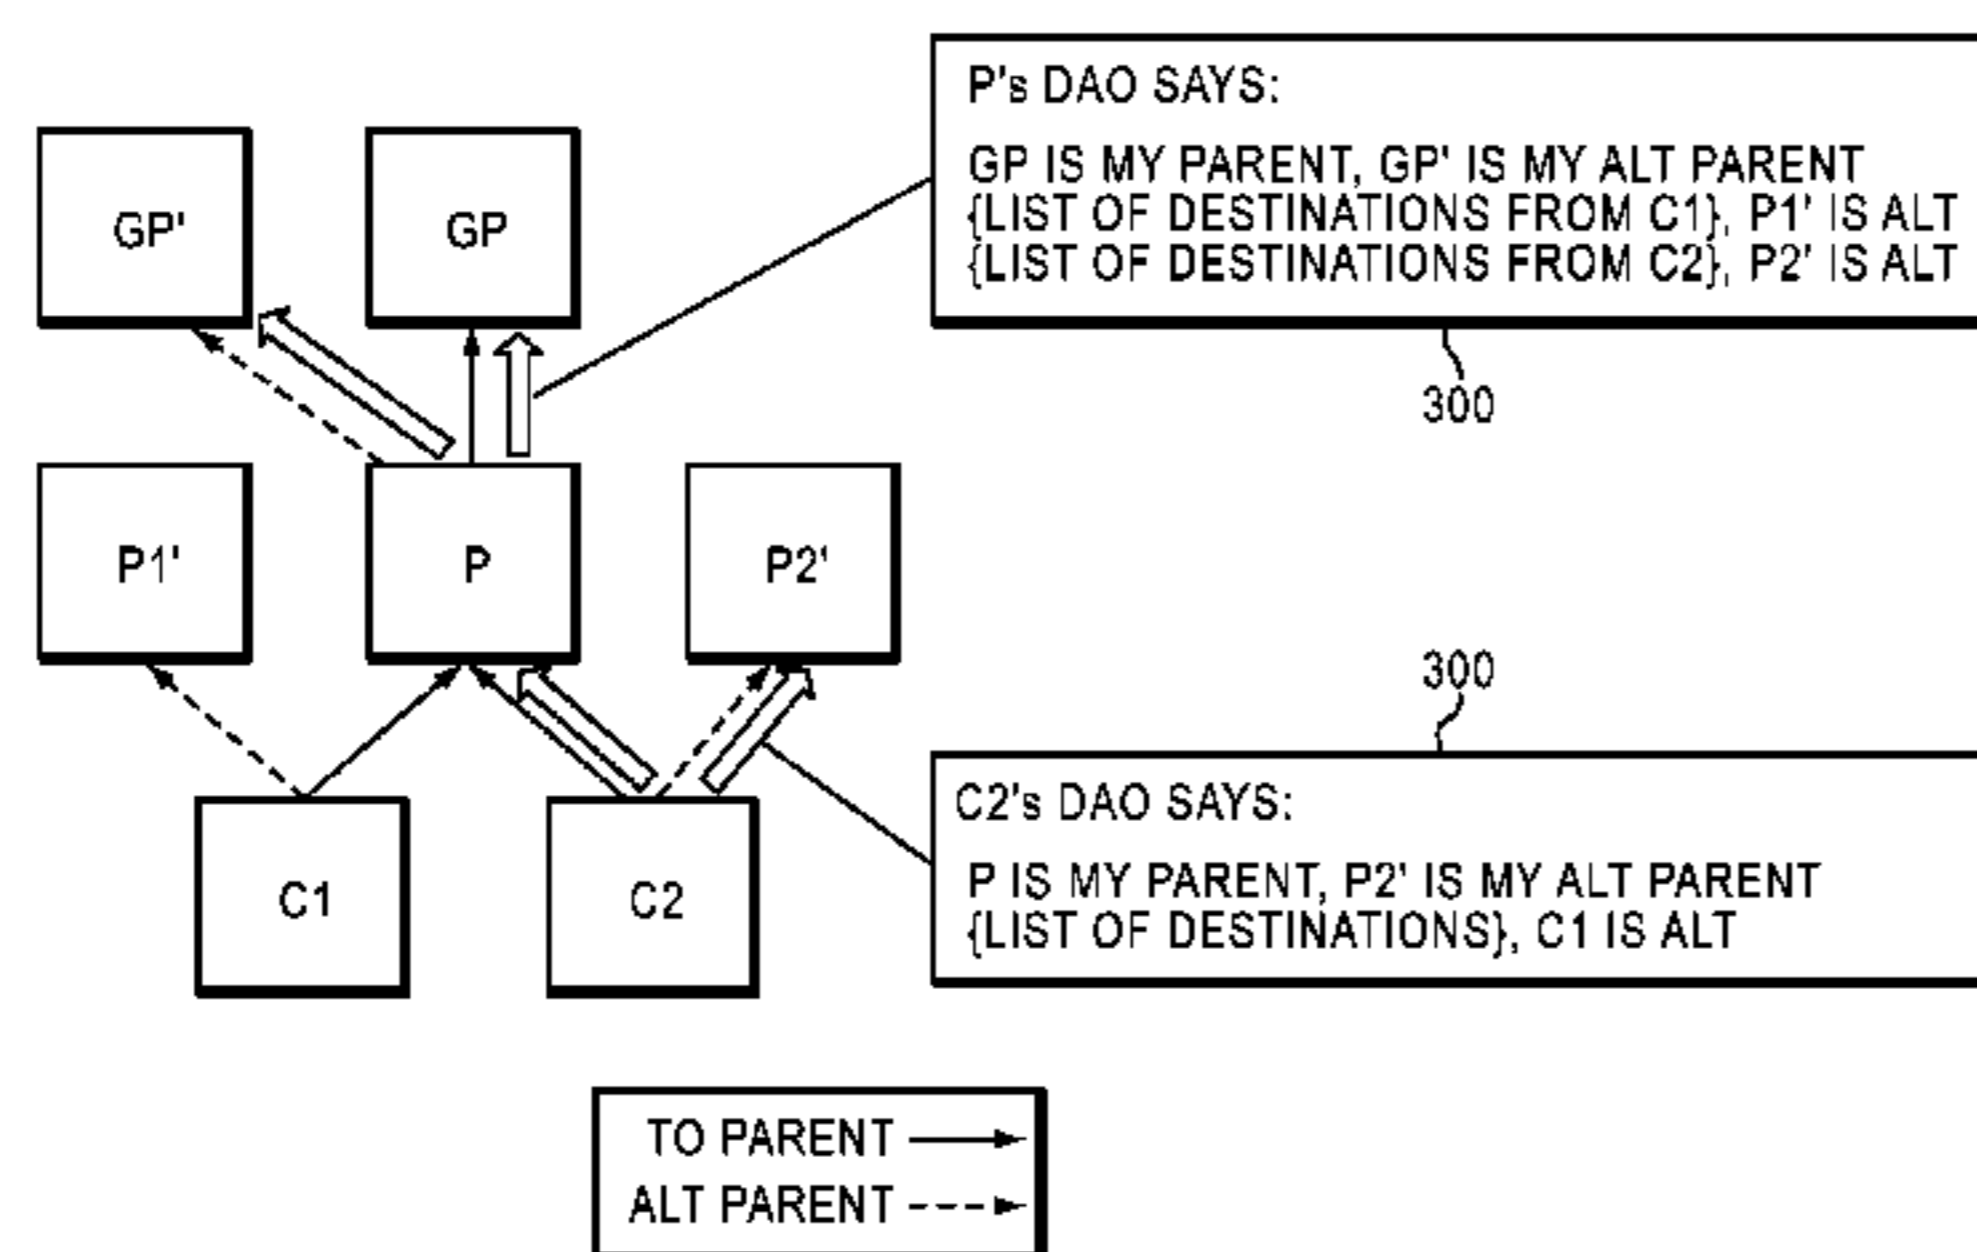 P's DAO SAYS:
GP IS MY PARENT, GP' IS MY ALT PARENT
{LIST OF DESTINATIONS FROM C1}, P1' IS ALT
{LIST OF DESTINATIONS FROM C2}, P2' IS ALT
300
GP'
GP
P1'
P
P2'
300
C2's DAO SAYS:
P IS MY PARENT, P2' IS MY ALT PARENT
{LIST OF DESTINATIONS}, C1 IS ALT
C1
C2
TO PARENT
ALT PARENT